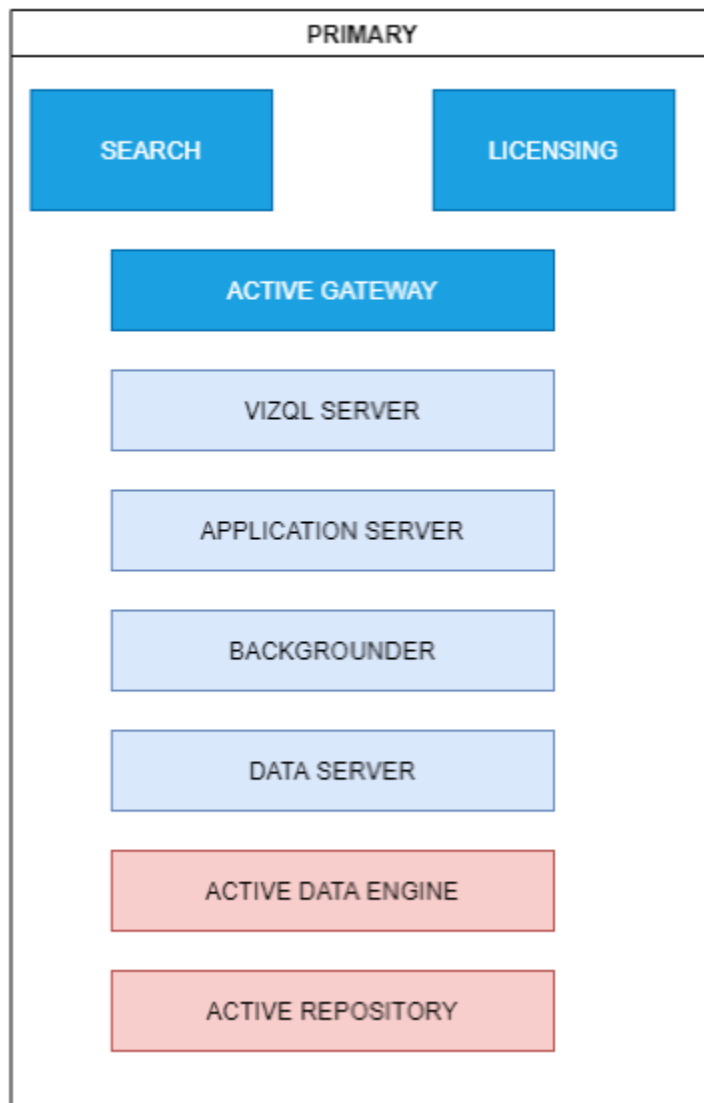 PRIMARY
SEARCH
LICENSING
ACTIVE GATEWAY
VIZQL SERVER
APPLICATION SERVER
BACKGROUNDER
DATA SERVER
ACTIVE DATA ENGINE
ACTIVE REPOSITORY